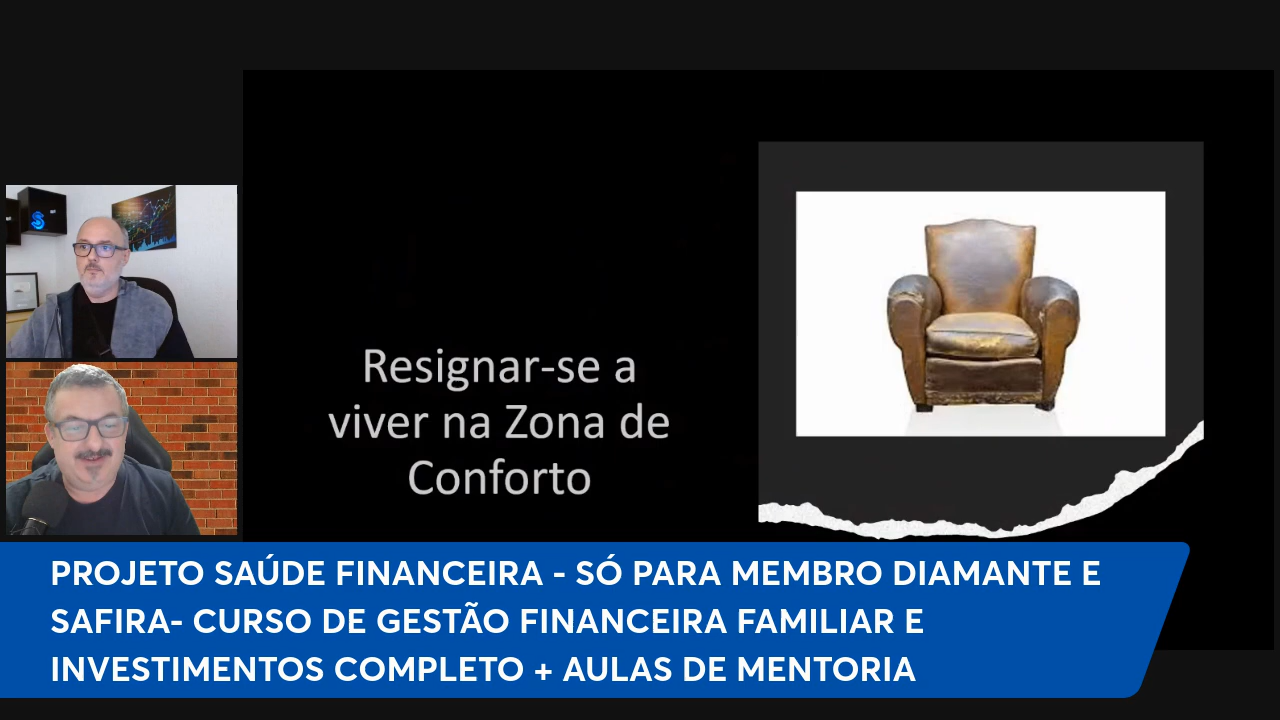 Resignar-se a
viver na Zona de
Conforto
PROJETO SAÚDE FINANCEIRA - SÓ PARA MEMBRO DIAMANTE E
SAFIRA- CURSO DE GESTÃO FINANCEIRA FAMILIAR E
INVESTIMENTOS COMPLETO + AULAS DE MENTORIA